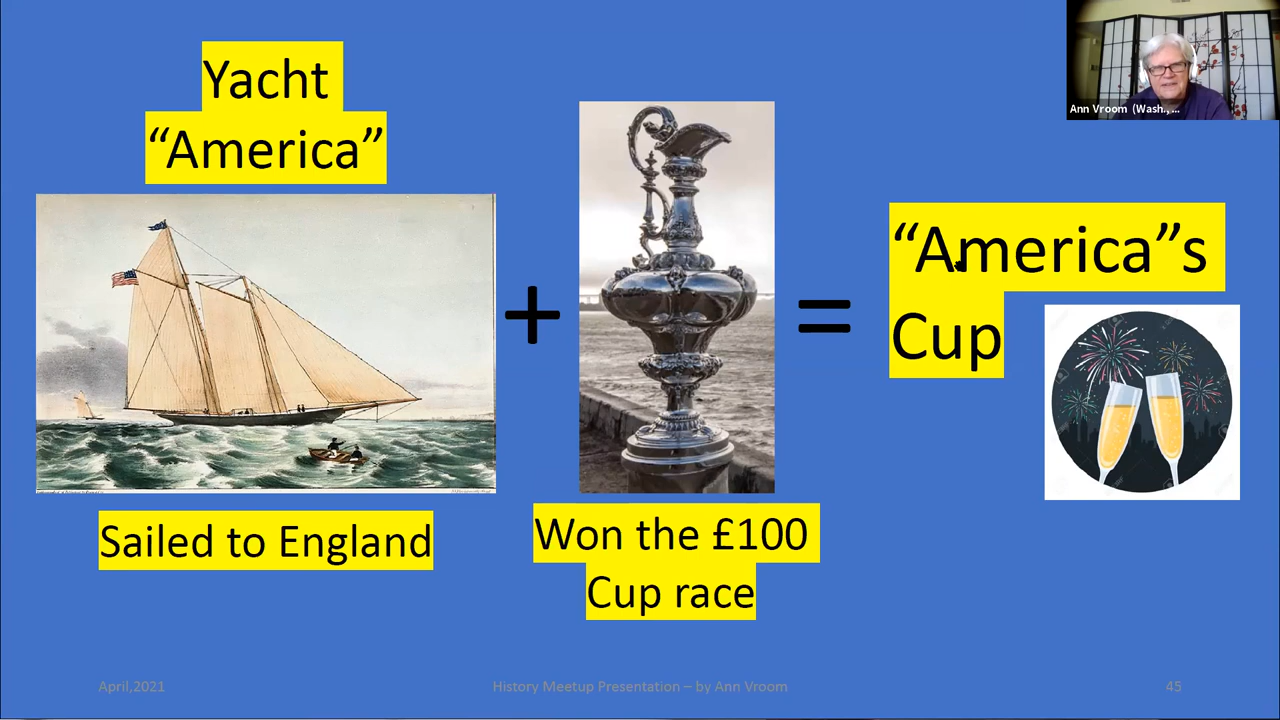 Yacht
“America”
Ann Vroom (Wash., ...
“America”s
Cup
Sailed to England
Won the £100
Cup race
April,2021
History Meetup Presentation – by Ann Vroom
45